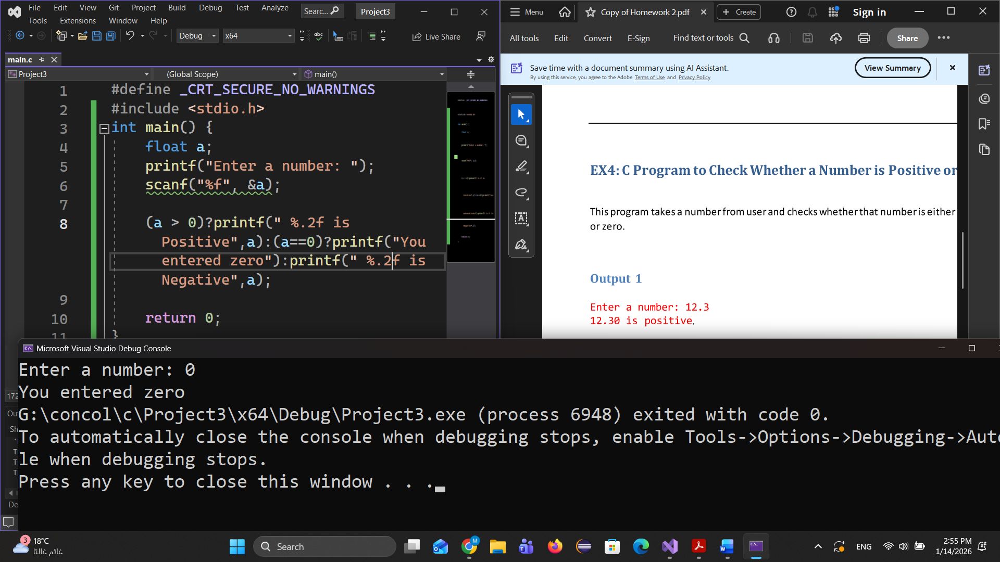 File Edit View Git Project Build Debug Test Analyze Searc... Project3
Tools Extensions Window Help
Debug x64 Live Share
main.c
Project3 (Global Scope) main()
1 #define _CRT_SECURE_NO_WARNINGS
2 #include <stdio.h>
3 int main() {
4 float a;
5 printf("Enter a number: ");
6 scanf("%f", &a);
7
8 (a > 0)?printf(" %.2f is
Positive",a):(a==0)?printf("You
entered zero"):printf(" %.2f is
Negative",a);
9
10 return 0;
11 }
172
Ou
Sh
De
Menu Copy of Homework 2.pdf Create Sign in
All tools Edit Convert E-Sign Find text or tools Share
Save time with a document summary using AI Assistant.
By using this service, you agree to the Adobe Terms of Use and Privacy Policy
View Summary
EX4: C Program to Check Whether a Number is Positive or
This program takes a number from user and checks whether that number is either
or zero.
Output 1
Enter a number: 12.3
12.30 is positive.
Microsoft Visual Studio Debug Console
Enter a number: 0
You entered zero
G:\concol\c\Project3\x64\Debug\Project3.exe (process 6948) exited with code 0.
To automatically close the console when debugging stops, enable Tools->Options->Debugging->Auto
le when debugging stops.
Press any key to close this window . . .
3 18°C
غائم غالبًا
Search
ENG
2:55 PM
1/14/2026